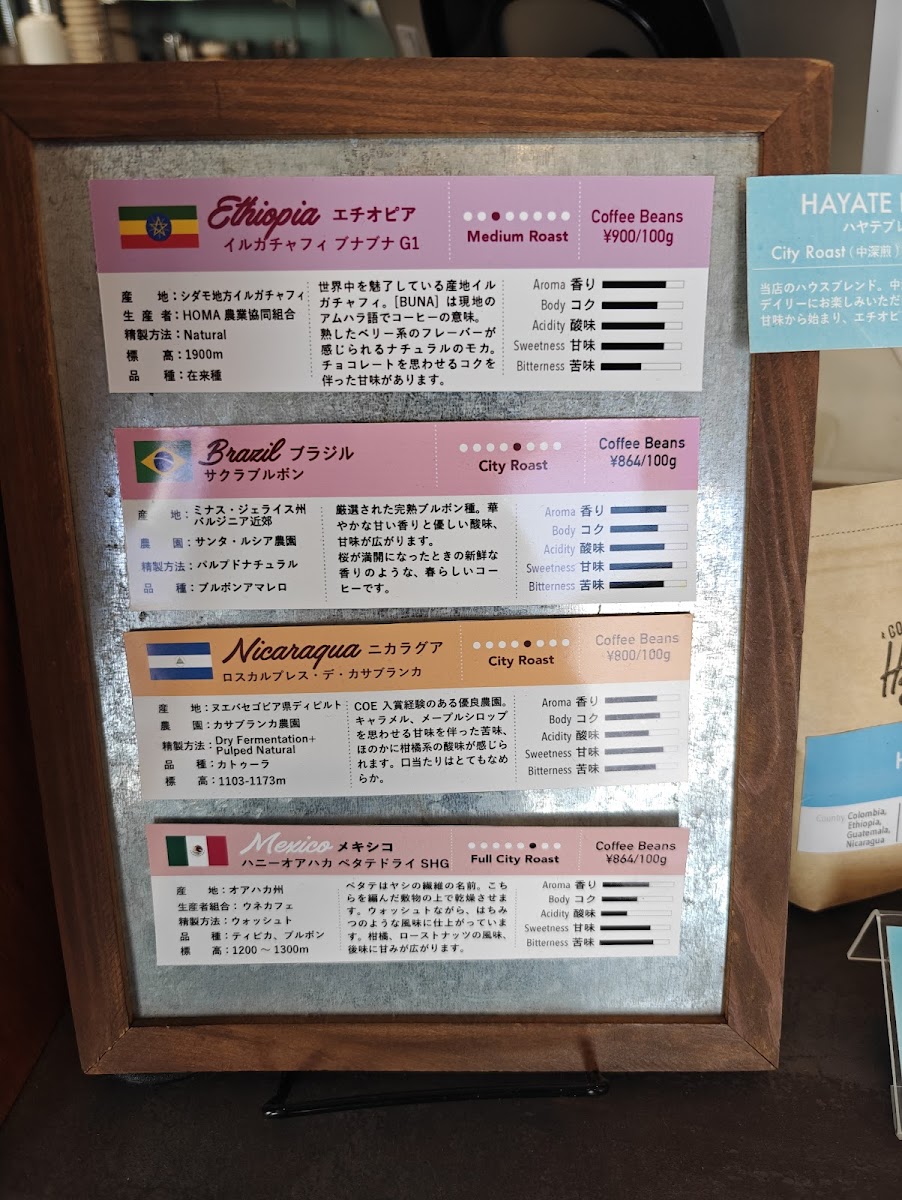 Ethiopia エチオピア
イルガチャフィ ブナブナ G1
Medium Roast
Coffee Beans
¥900/100g
産 地：シダモ地方イルガチャフィ
生 産 者：HOMA 農業協同組合
精製方法：Natural
標 高：1900m
品 種：在来種
世界中を魅了している産地イル
ガチャフィ。[BUNA] は現地の
アムハラ語でコーヒーの意味。
熟したベリー系のフレーバーが
感じられるナチュラルのモカ。
チョコレートを思わせるコクを
伴った甘味があります。
Aroma 香り
Body コク
Acidity 酸味
Sweetness 甘味
Bitterness 苦味
Brazil ブラジル
サクラブルボン
City Roast
Coffee Beans
¥864/100g
産 地：ミナス・ジェライス州
バルジニア近郊
農 園：サンタ・ルシア農園
精製方法：パルプドナチュラル
品 種：ブルボンアマレロ
厳選された完熟ブルボン種。華
やかな甘い香りと優しい酸味、
甘味が広がります。
桜が満開になったときの新鮮な
香りのような、春らしいコー
ヒーです。
Aroma 香り
Body コク
Acidity 酸味
Sweetness 甘味
Bitterness 苦味
Nicaragua ニカラグア
ロスカルプレス・デ・カサブランカ
City Roast
Coffee Beans
¥800/100g
産 地：ヌエバセゴビア県ディピルト
農 園：カサブランカ農園
精製方法：Dry Fermentation+
Pulped Natural
品 種：カトゥーラ
標 高：1103-1173m
COE 入賞経験のある優良農園。
キャラメル、メープルシロップ
を思わせる甘味を伴った苦味、
ほのかに柑橘系の酸味が感じら
れます。口当たりはとてもなめ
らか。
Aroma 香り
Body コク
Acidity 酸味
Sweetness 甘味
Bitterness 苦味
Mexico メキシコ
ハニーオアハカ ペタテドライ SHG
Full City Roast
Coffee Beans
¥864/100g
産 地：オアハカ州
生産者組合：ウネカフェ
精製方法：ウォッシュト
品 種：ティピカ、ブルボン
標 高：1200 ～ 1300m
ペタテはヤシの繊維の名前。こち
らを編んだ敷物の上で乾燥させま
す。ウォッシュトながら、はちみ
つのような風味に仕上がっていま
す。柑橘、ローストナッツの風味、
後味に甘みが広がります。
Aroma 香り
Body コク
Acidity 酸味
Sweetness 甘味
Bitterness 苦味
HAYATE
ハヤテブレ
City Roast（中深煎）
当店のハウスブレンド。中
デイリーにお楽しみいただ
甘味から始まり、エチオピ
Country Colombia,
Ethiopia,
Guatemala,
Nicaragua